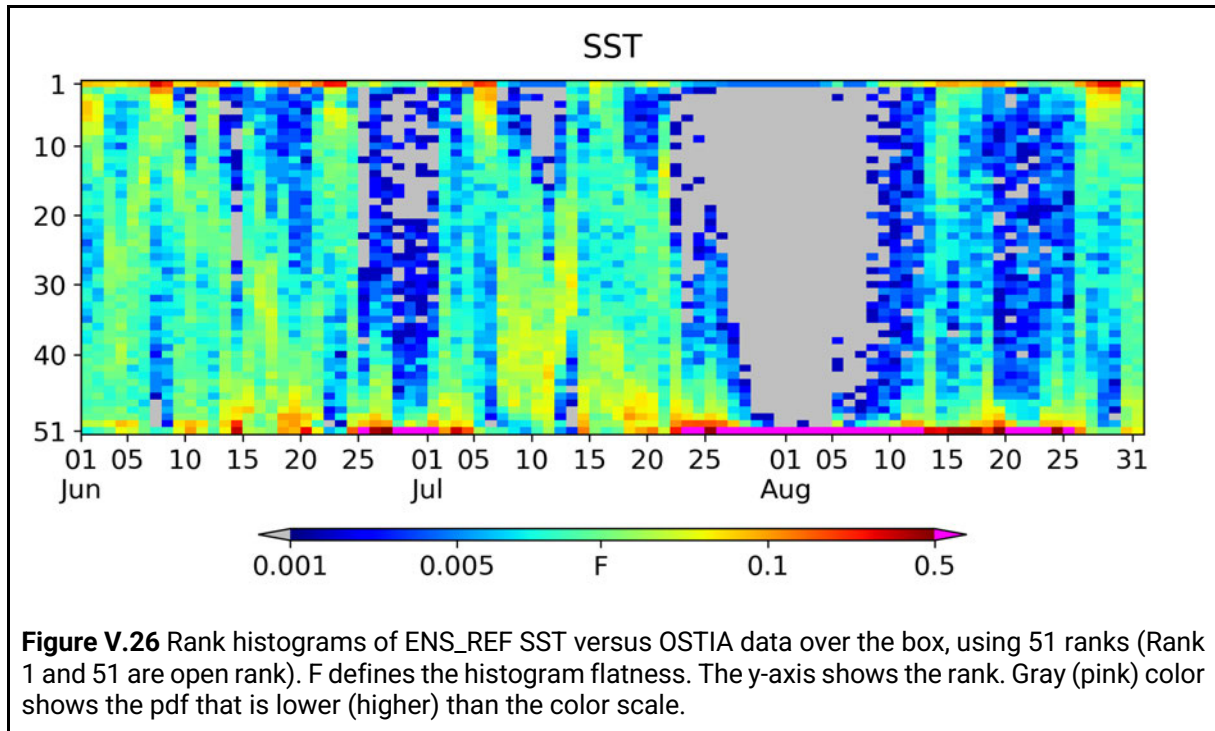 SST
1
10
20
30
40
51
01 05 10 15 20 25 01 05 10 15 20 25 01 05 10 15 20 25 31
Jun Jul Aug
0.001 0.005 F 0.1 0.5
Figure V.26 Rank histograms of ENS_REF SST versus OSTIA data over the box, using 51 ranks (Rank
1 and 51 are open rank). F defines the histogram flatness. The y-axis shows the rank. Gray (pink) color
shows the pdf that is lower (higher) than the color scale.